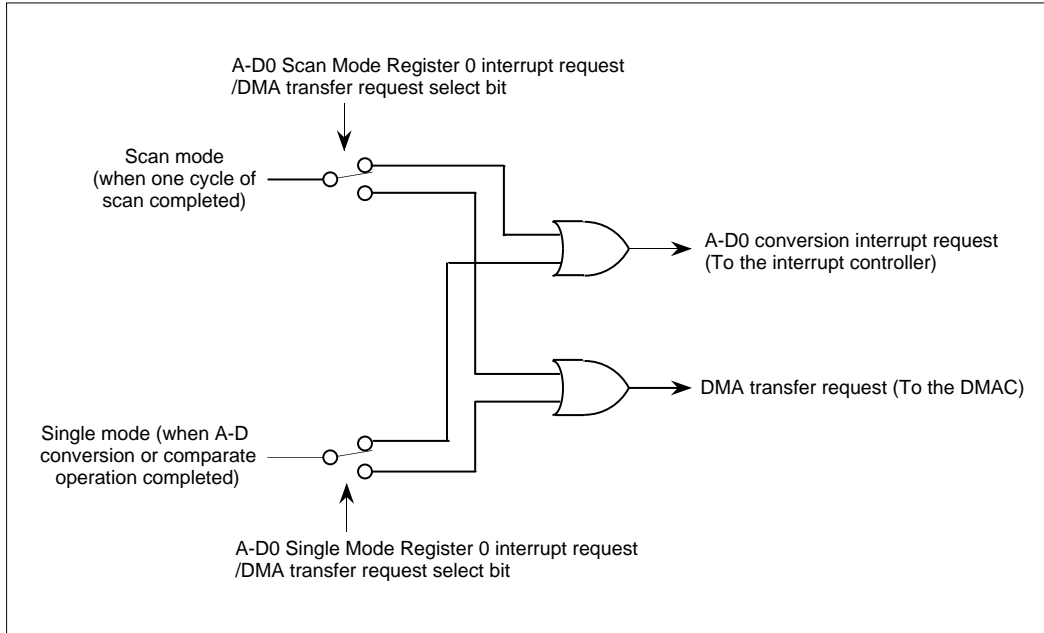 A-D0 Scan Mode Register 0 interrupt request
/DMA transfer request select bit
Scan mode
(when one cycle of
scan completed)
A-D0 conversion interrupt request
(To the interrupt controller)
DMA transfer request (To the DMAC)
Single mode (when A-D
conversion or comparate
operation completed)
A-D0 Single Mode Register 0 interrupt request
/DMA transfer request select bit